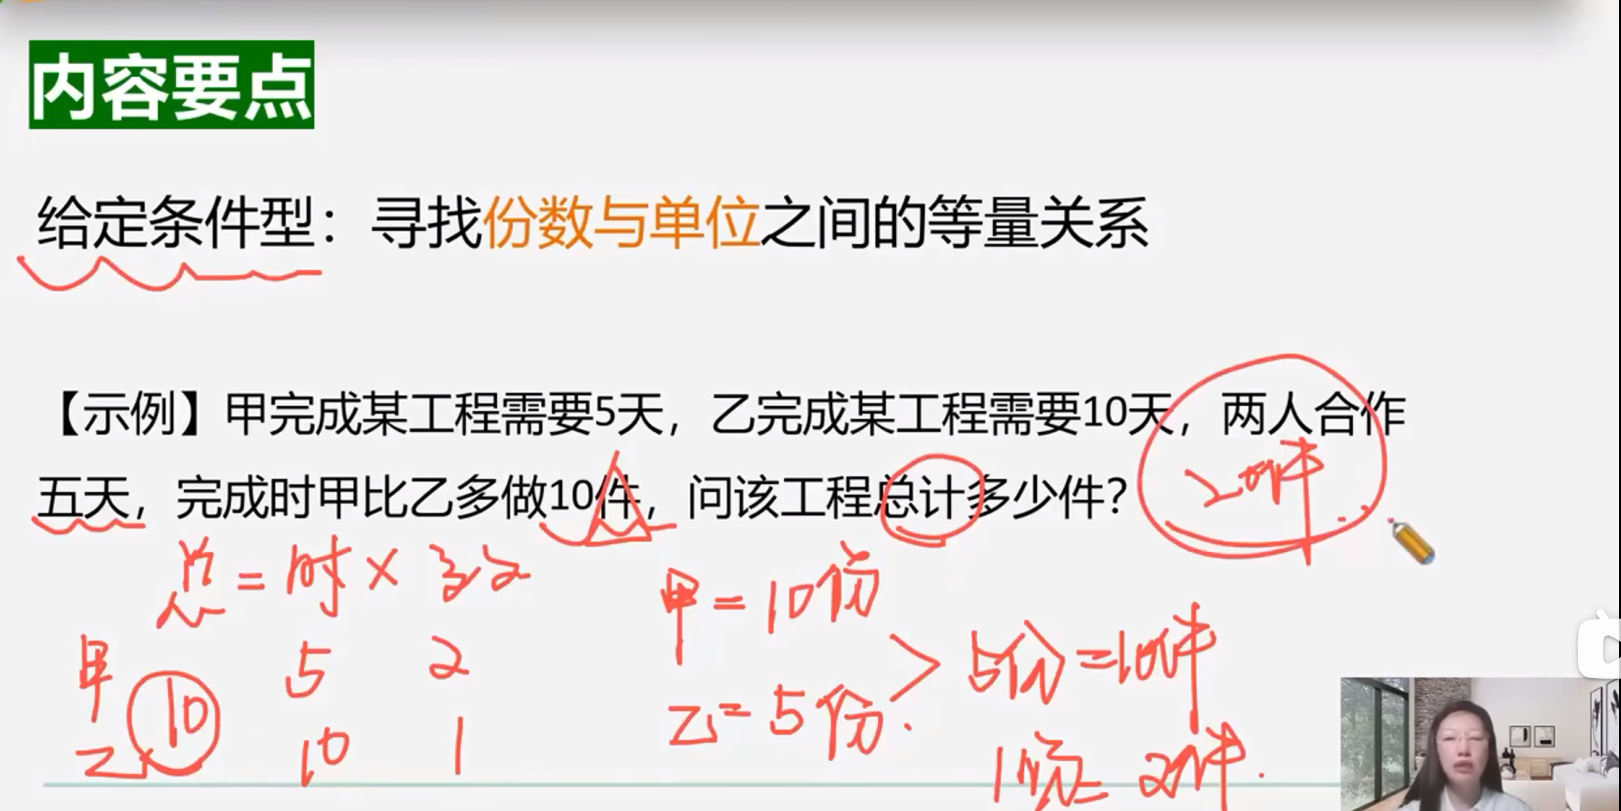 内容要点
给定条件型：寻找份数与单位之间的等量关系
【示例】甲完成某工程需要5天，乙完成某工程需要10天，两人合作
五天，完成时甲比乙多做10件，问该工程总计多少件？
20件
总 = 时 × 效
甲 5 2
乙 10 10 1
甲 = 10份
乙 = 5份.
5份 = 10件
1份 = 2件.